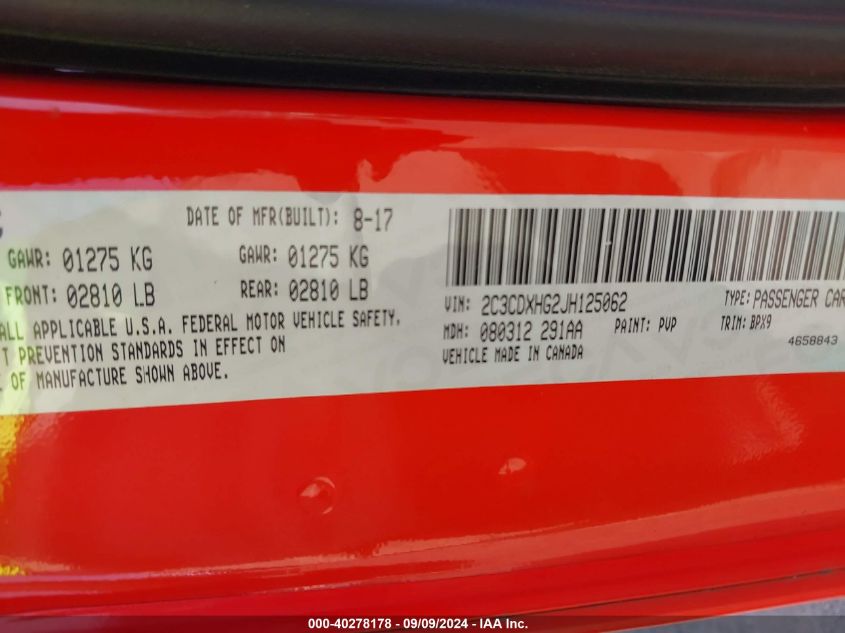 DATE OF MFR(BUILT): 8-17
GAWR: 01275 KG GAWR: 01275 KG
FRONT: 02810 LB REAR: 02810 LB
ALL APPLICABLE U.S.A. FEDERAL MOTOR VEHICLE SAFETY,
T PREVENTION STANDARDS IN EFFECT ON
E OF MANUFACTURE SHOWN ABOVE.
VIN: 2C3CDXHG2JH125062 TYPE: PASSENGER CAR
MDH: 080312 291AA PAINT: PVP TRIM: BPX9
VEHICLE MADE IN CANADA 4658843
000-40278178 - 09/09/2024 - IAA, Inc.